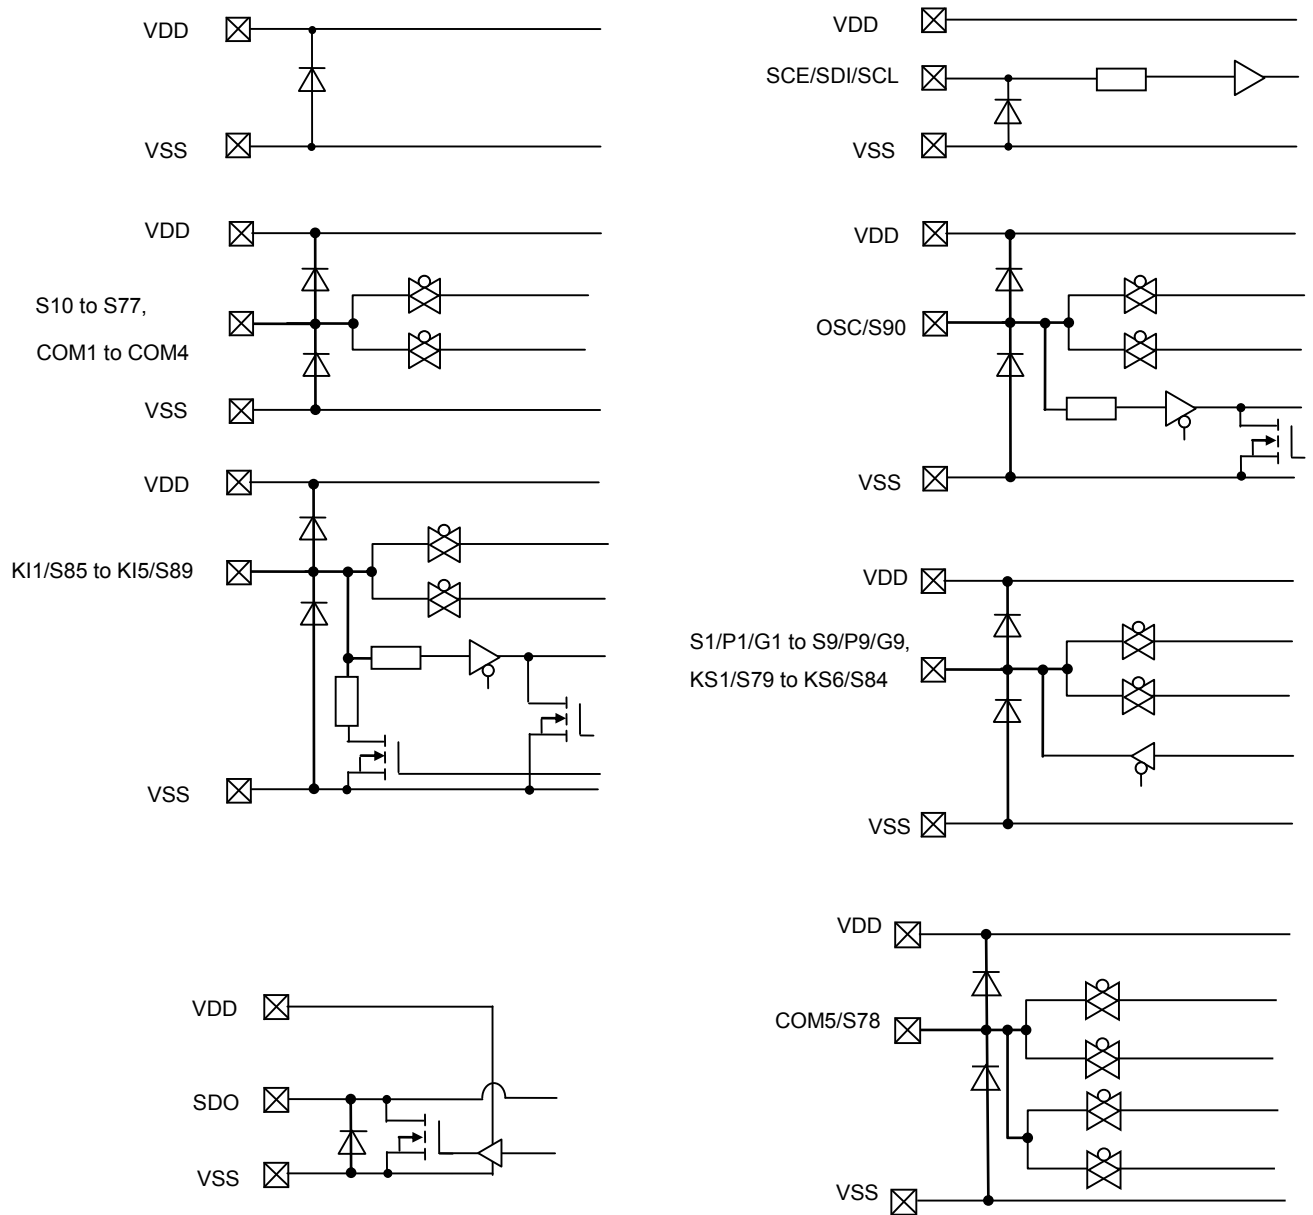 VDD
VSS
VDD
S10 to S77,
COM1 to COM4
VSS
VDD
KI1/S85 to KI5/S89
VSS
VDD
SDO
VSS
VDD
SCE/SDI/SCL
VSS
VDD
OSC/S90
VSS
VDD
S1/P1/G1 to S9/P9/G9,
KS1/S79 to KS6/S84
VSS
VDD
COM5/S78
VSS